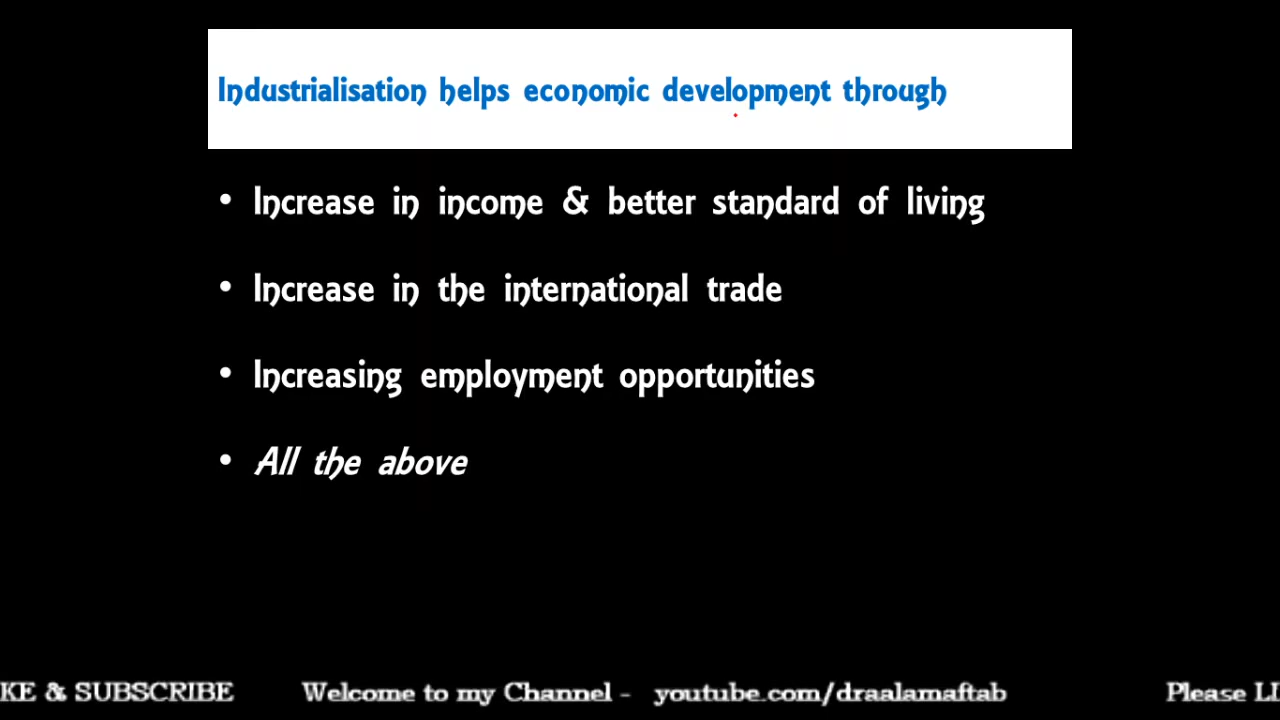 Industrialisation helps economic development through
• Increase in income & better standard of living
• Increase in the international trade
• Increasing employment opportunities
• All the above
KE & SUBSCRIBE Welcome to my Channel - youtube.com/draalamaftab Please LI